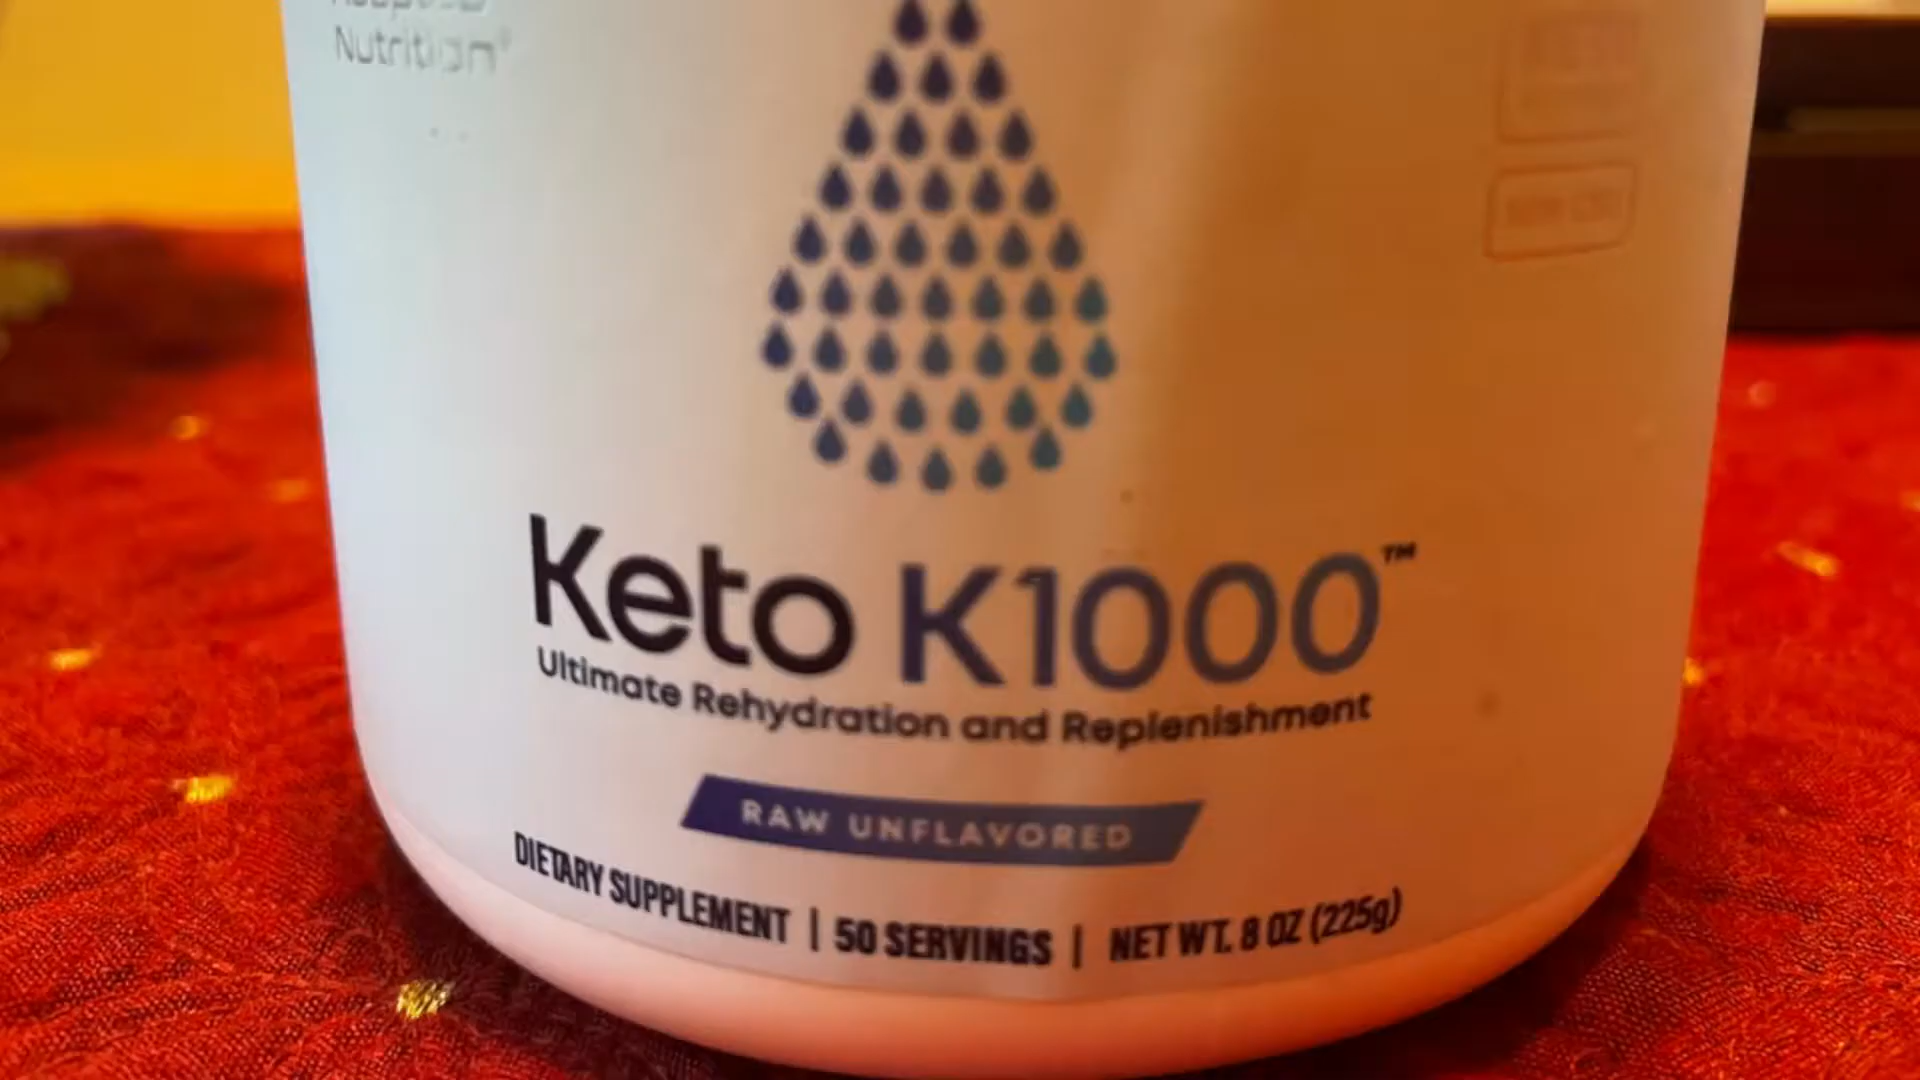 Nutrition®
Keto K1000™
Ultimate Rehydration and Replenishment
RAW UNFLAVORED
DIETARY SUPPLEMENT | 50 SERVINGS | NET WT. 8 OZ (225g)